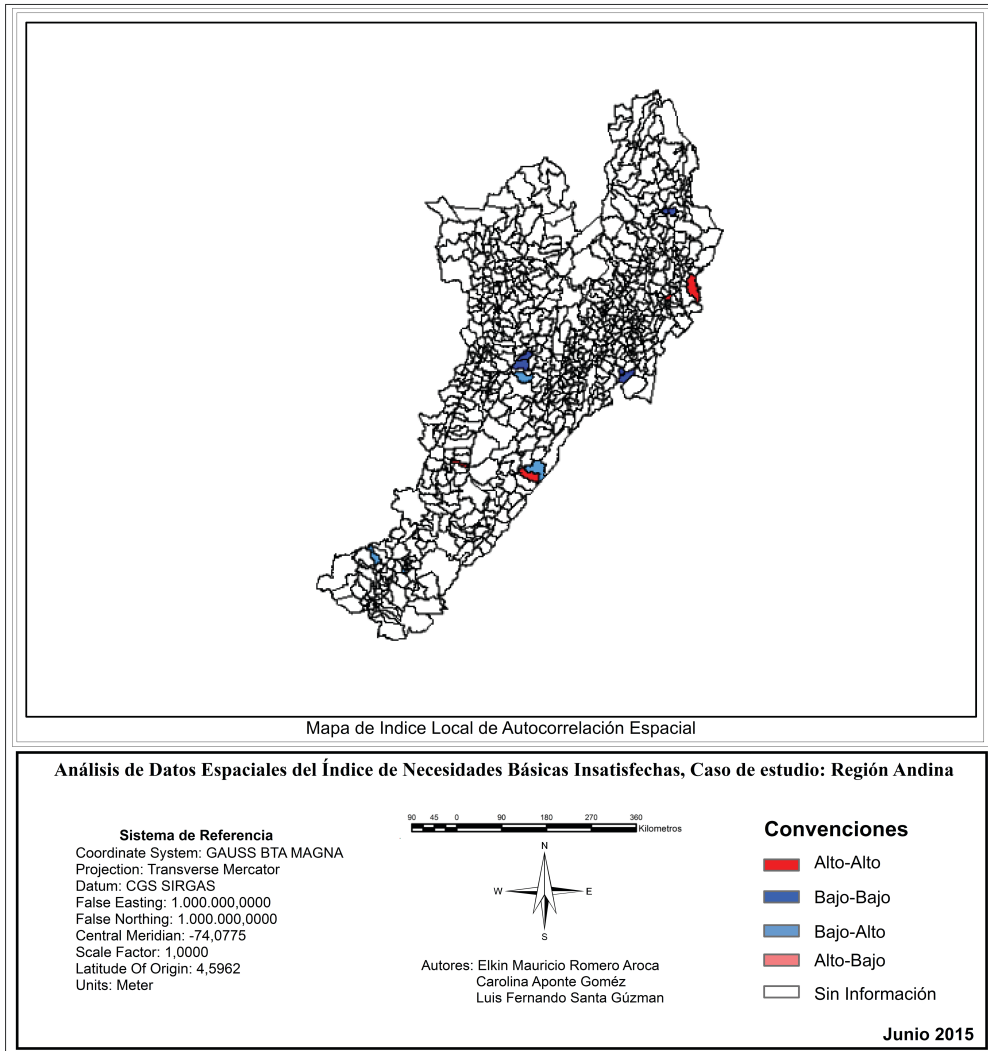 Mapa de Indice Local de Autocorrelación Espacial
Análisis de Datos Espaciales del Índice de Necesidades Básicas Insatisfechas, Caso de estudio: Región Andina
Sistema de Referencia
Coordinate System: GAUSS BTA MAGNA
Projection: Transverse Mercator
Datum: CGS SIRGAS
False Easting: 1.000.000,0000
False Northing: 1.000.000,0000
Central Meridian: -74,0775
Scale Factor: 1,0000
Latitude Of Origin: 4,5962
Units: Meter
90 45 0 90 180 270 360
Kilometros
N
W E
S
Autores: Elkin Mauricio Romero Aroca
Carolina Aponte Goméz
Luis Fernando Santa Gúzman
Convenciones
Alto-Alto
Bajo-Bajo
Bajo-Alto
Alto-Bajo
Sin Información
Junio 2015